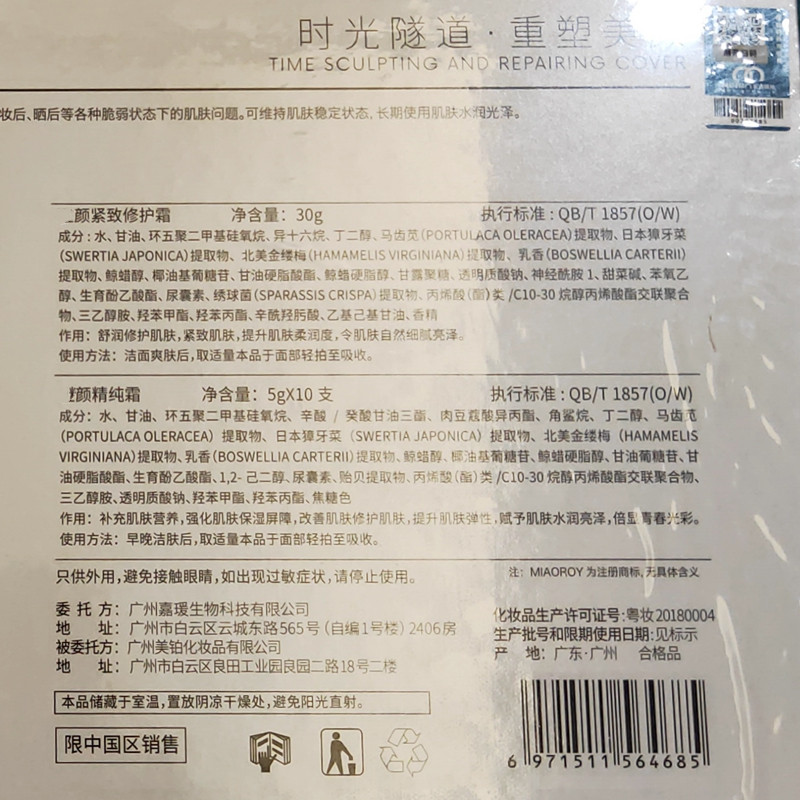 时光隧道·重塑美
TIME SCULPTING AND REPAIRING COVER
妆后、晒后等各种脆弱状态下的肌肤问题。可维持肌肤稳定状态,长期使用肌肤水润光泽。
颜紧致修护霜 净含量：30g 执行标准：QB/T 1857(O/W)
成分：水、甘油、环五聚二甲基硅氧烷、异十六烷、丁二醇、马齿苋(PORTULACA OLERACEA)提取物、日本獐牙菜
(SWERTIA JAPONICA)提取物、北美金缕梅(HAMAMELIS VIRGINIANA)提取物、乳香(BOSWELLIA CARTERII)
提取物、鲸蜡醇、椰油基葡糖苷、甘油硬脂酸酯、鲸蜡硬脂醇、甘露聚糖、透明质酸钠、神经酰胺 1、甜菜碱、苯氧乙
醇、生育酚乙酸酯、尿囊素、绣球菌(SPARASSIS CRISPA)提取物、丙烯酸(酯)类 /C10-30 烷醇丙烯酸酯交联聚合
物、三乙醇胺、羟苯甲酯、羟苯丙酯、辛酰羟肟酸、乙基己基甘油、香精
作用：舒润修护肌肤,紧致肌肤,提升肌肤柔润度,令肌肤自然细腻亮泽。
使用方法：洁面爽肤后,取适量本品于面部轻拍至吸收。
颜精纯霜 净含量：5gX10 支 执行标准：QB/T 1857(O/W)
成分：水、甘油、环五聚二甲基硅氧烷、辛酸 / 癸酸甘油三酯、肉豆蔻酸异丙酯、角鲨烷、丁二醇、马齿苋
(PORTULACA OLERACEA) 提取物、日本獐牙菜 (SWERTIA JAPONICA) 提取物、北美金缕梅 (HAMAMELIS
VIRGINIANA)提取物、乳香(BOSWELLIA CARTERII)提取物、鲸蜡醇、椰油基葡糖苷、鲸蜡硬脂醇、甘油葡糖苷、甘
油硬脂酸酯、生育酚乙酸酯、1,2- 己二醇、尿囊素、贻贝提取物、丙烯酸(酯)类 /C10-30 烷醇丙烯酸酯交联聚合物、
三乙醇胺、透明质酸钠、羟苯甲酯、羟苯丙酯、焦糖色
作用：补充肌肤营养,强化肌肤保湿屏障,改善肌肤修护肌肤,提升肌肤弹性,赋予肌肤水润亮泽,倍显青春光彩。
使用方法：早晚洁肤后,取适量本品于面部轻拍至吸收。
只供外用,避免接触眼睛,如出现过敏症状,请停止使用。
注：MIAOROY 为注册商标,无具体含义
委托方：广州嘉瑗生物科技有限公司
地 址：广州市白云区云城东路565号(自编1号楼) 2406房
被委托方：广州美铂化妆品有限公司
地 址：广州市白云区良田工业园良园二路18号二楼
化妆品生产许可证号:粤妆20180004
生产批号和限期使用日期:见标示
产 地：广东·广州 合格品
本品储藏于室温,置放阴凉干燥处,避免阳光直射。
限中国区销售
6 971511 564685